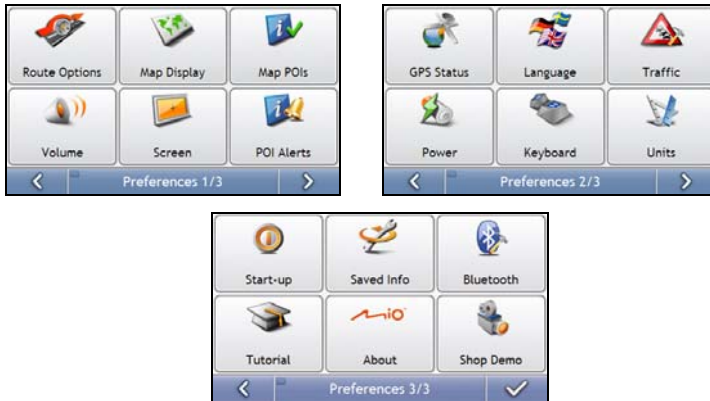 Route Options Map Display Map POIs
Volume Screen POI Alerts
Preferences 1/3
GPS Status Language Traffic
Power Keyboard Units
Preferences 2/3
Start-up Saved Info Bluetooth
Mio
Tutorial About Shop Demo
Preferences 3/3